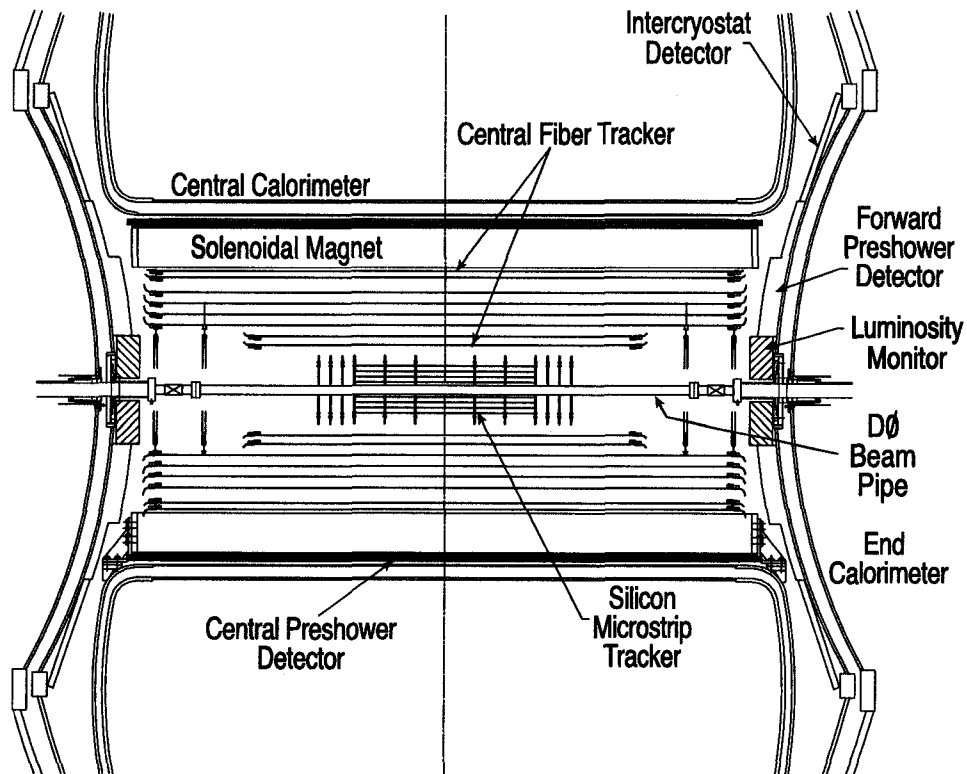 Intercryostat
Detector
Central Fiber Tracker
Central Calorimeter
Solenoidal Magnet
Forward
Preshower
Detector
Luminosity
Monitor
DØ
Beam
Pipe
End
Calorimeter
Silicon
Microstrip
Tracker
Central Preshower
Detector